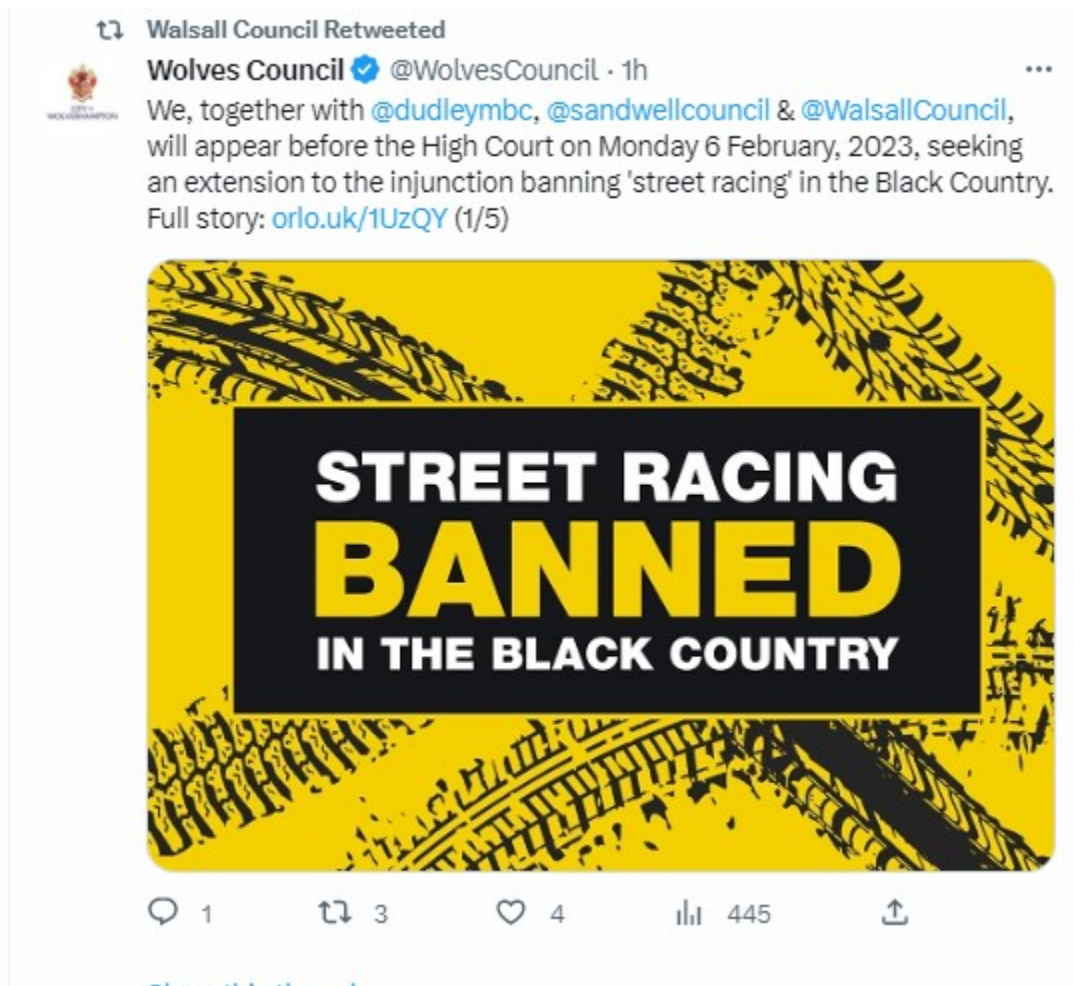 Walsall Council Retweeted
Wolves Council @WolvesCouncil · 1h
We, together with @dudleymbc, @sandwellcouncil & @WalsallCouncil,
will appear before the High Court on Monday 6 February, 2023, seeking
an extension to the injunction banning 'street racing' in the Black Country.
Full story: orlo.uk/1UzQY (1/5)
STREET RACING
BANNED
IN THE BLACK COUNTRY
1 3 4 445